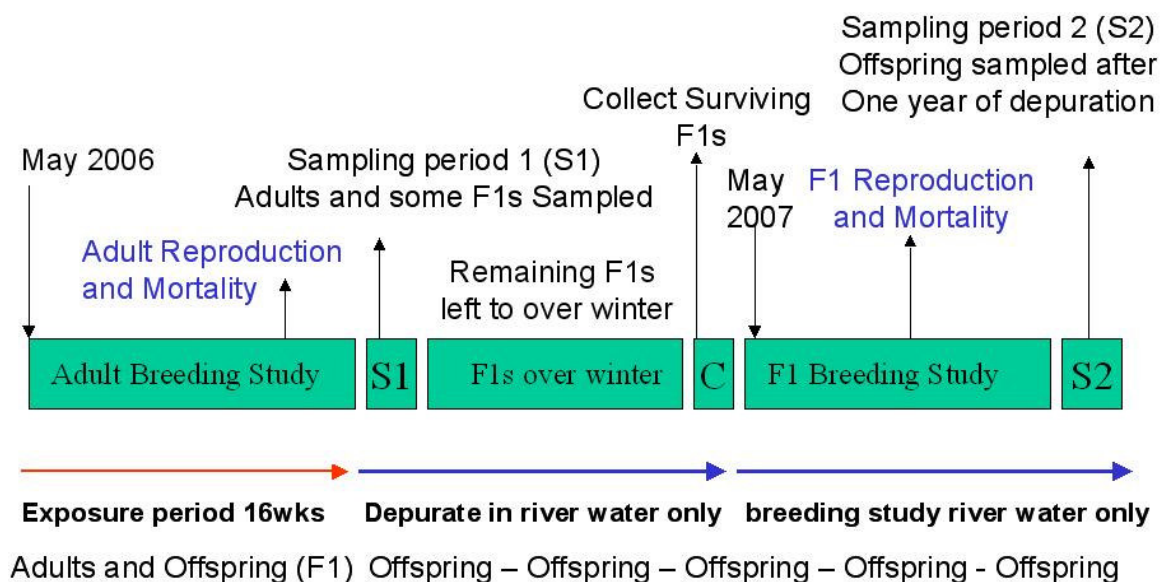 Sampling period 2 (S2)
Offspring sampled after
One year of depuration
Collect Surviving
F1s
May 2006
Sampling period 1 (S1)
Adults and some F1s Sampled
May
2007
F1 Reproduction
and Mortality
Adult Reproduction
and Mortality
Remaining F1s
left to over winter
Adult Breeding Study
S1
F1s over winter
C
F1 Breeding Study
S2
Exposure period 16wks
Depurate in river water only
breeding study river water only
Adults and Offspring (F1)
Offspring – Offspring – Offspring – Offspring - Offspring